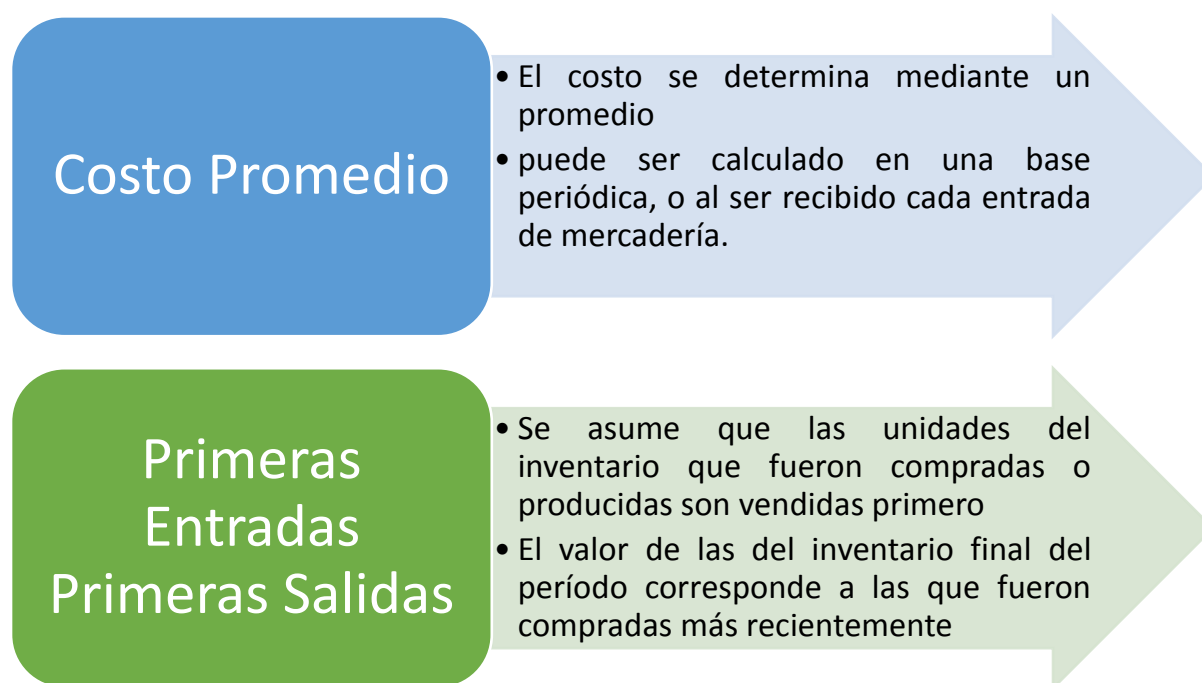 Costo Promedio
• El costo se determina mediante un
promedio
• puede ser calculado en una base
periódica, o al ser recibido cada entrada
de mercadería.
Primeras
Entradas
Primeras Salidas
• Se asume que las unidades del
inventario que fueron compradas o
producidas son vendidas primero
• El valor de las del inventario final del
período corresponde a las que fueron
compradas más recientemente